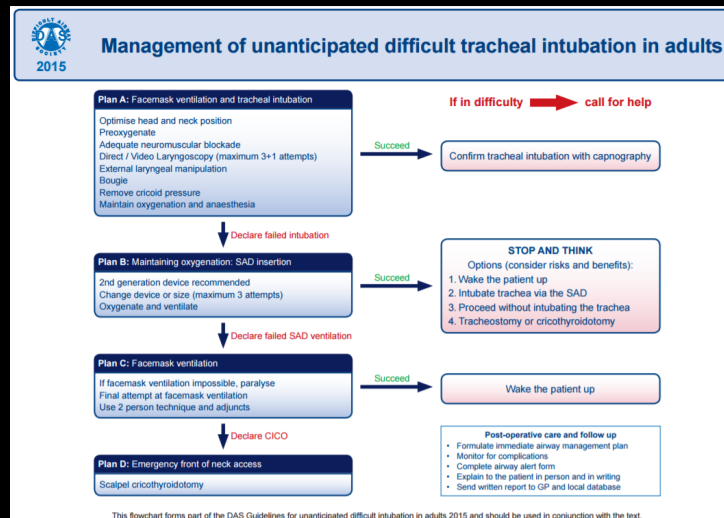 DIFFICULT AIRWAY
DAS
SOCIETY
2015
Management of unanticipated difficult tracheal intubation in adults
Plan A: Facemask ventilation and tracheal intubation
Optimise head and neck position
Preoxygenate
Adequate neuromuscular blockade
Direct / Video Laryngoscopy (maximum 3+1 attempts)
External laryngeal manipulation
Bougie
Remove cricoid pressure
Maintain oxygenation and anaesthesia
If in difficulty call for help
Succeed
Confirm tracheal intubation with capnography
Declare failed intubation
Plan B: Maintaining oxygenation: SAD insertion
2nd generation device recommended
Change device or size (maximum 3 attempts)
Oxygenate and ventilate
Succeed
STOP AND THINK
Options (consider risks and benefits):
1. Wake the patient up
2. Intubate trachea via the SAD
3. Proceed without intubating the trachea
4. Tracheostomy or cricothyroidotomy
Declare failed SAD ventilation
Plan C: Facemask ventilation
If facemask ventilation impossible, paralyse
Final attempt at facemask ventilation
Use 2 person technique and adjuncts
Succeed
Wake the patient up
Declare CICO
Plan D: Emergency front of neck access
Scalpel cricothyroidotomy
Post-operative care and follow up
• Formulate immediate airway management plan
• Monitor for complications
• Complete airway alert form
• Explain to the patient in person and in writing
• Send written report to GP and local database
This flowchart forms part of the DAS Guidelines for unanticipated difficult intubation in adults 2015 and should be used in conjunction with the text.